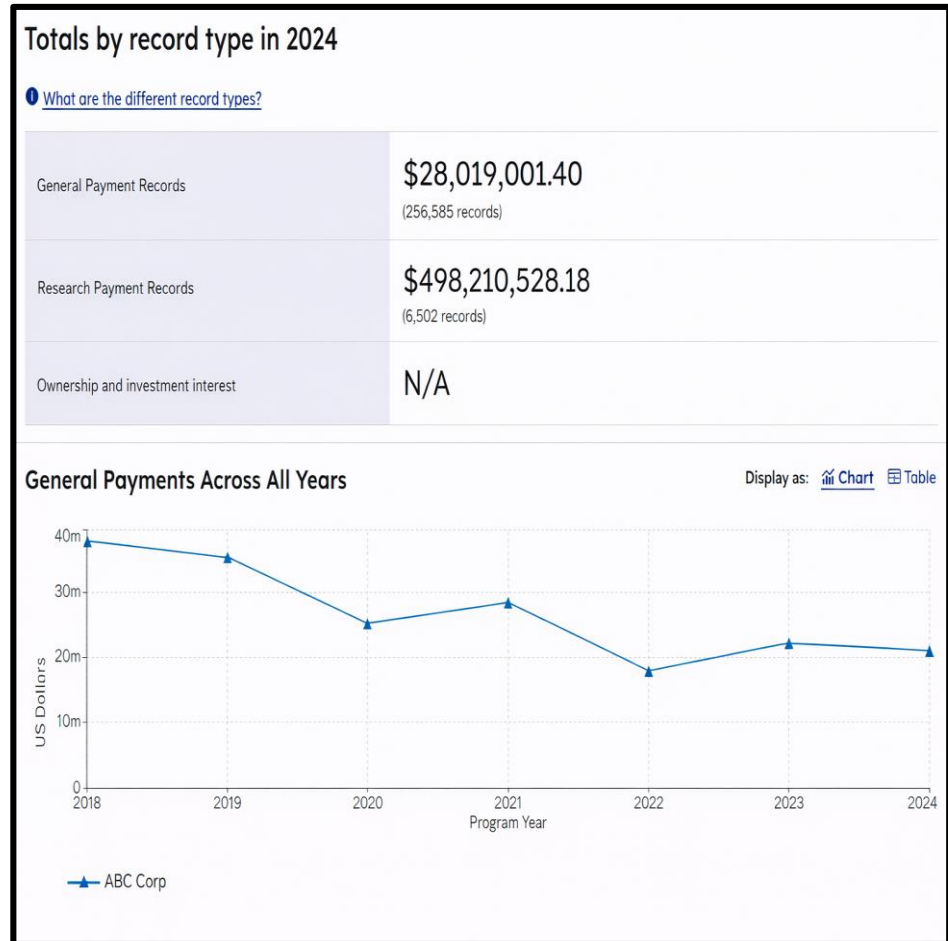 Totals by record type in 2024
What are the different record types?
General Payment Records
$28,019,001.40
(256,585 records)
Research Payment Records
$498,210,528.18
(6,502 records)
Ownership and investment interest
N/A
General Payments Across All Years
Display as: Chart Table
40m
30m
20m
10m
0
US Dollars
2018 2019 2020 2021 2022 2023 2024
Program Year
ABC Corp